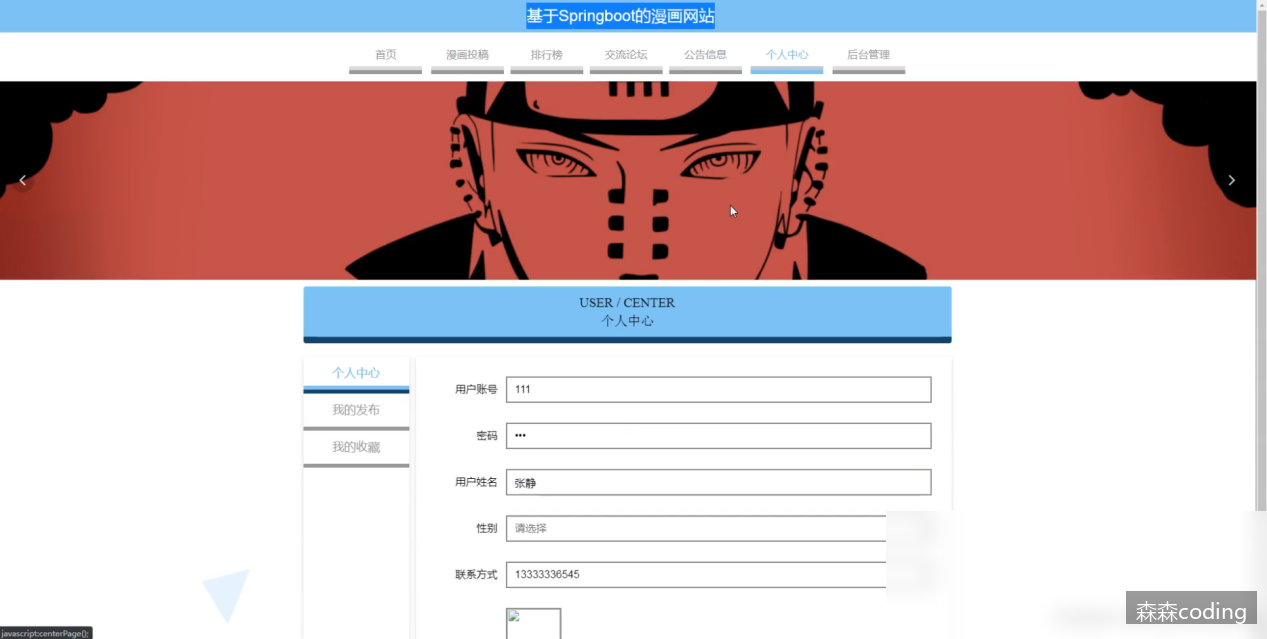 基于Springboot的漫画网站
首页 漫画投稿 排行榜 交流论坛 公告信息 个人中心 后台管理
USER / CENTER
个人中心
个人中心
我的发布
我的收藏
用户账号 111
密码 •••
用户姓名 张静
性别 请选择
联系方式 13333336545
森森coding
javascript:centerPage();